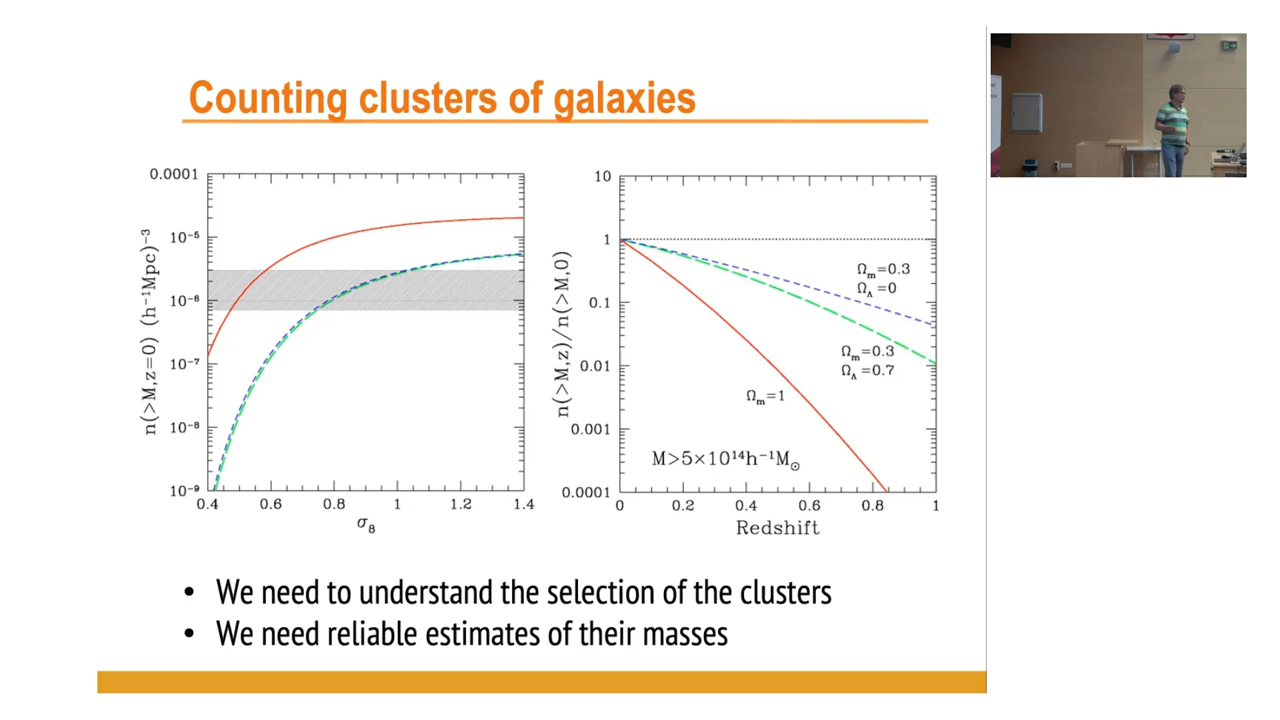 Counting clusters of galaxies
n(>M,z=0) (h⁻¹Mpc)⁻³
0.0001
10⁻⁵
10⁻⁶
10⁻⁷
10⁻⁸
10⁻⁹
0.4 0.6 0.8 1 1.2 1.4
σ₈
n(>M,z)/n(>M,0)
10
1
0.1
0.01
0.001
0.0001
Ωₘ=0.3
Ω_Λ=0
Ωₘ=0.3
Ω_Λ=0.7
Ωₘ=1
M>5×10¹⁴h⁻¹M⊙
0 0.2 0.4 0.6 0.8 1
Redshift
• We need to understand the selection of the clusters
• We need reliable estimates of their masses